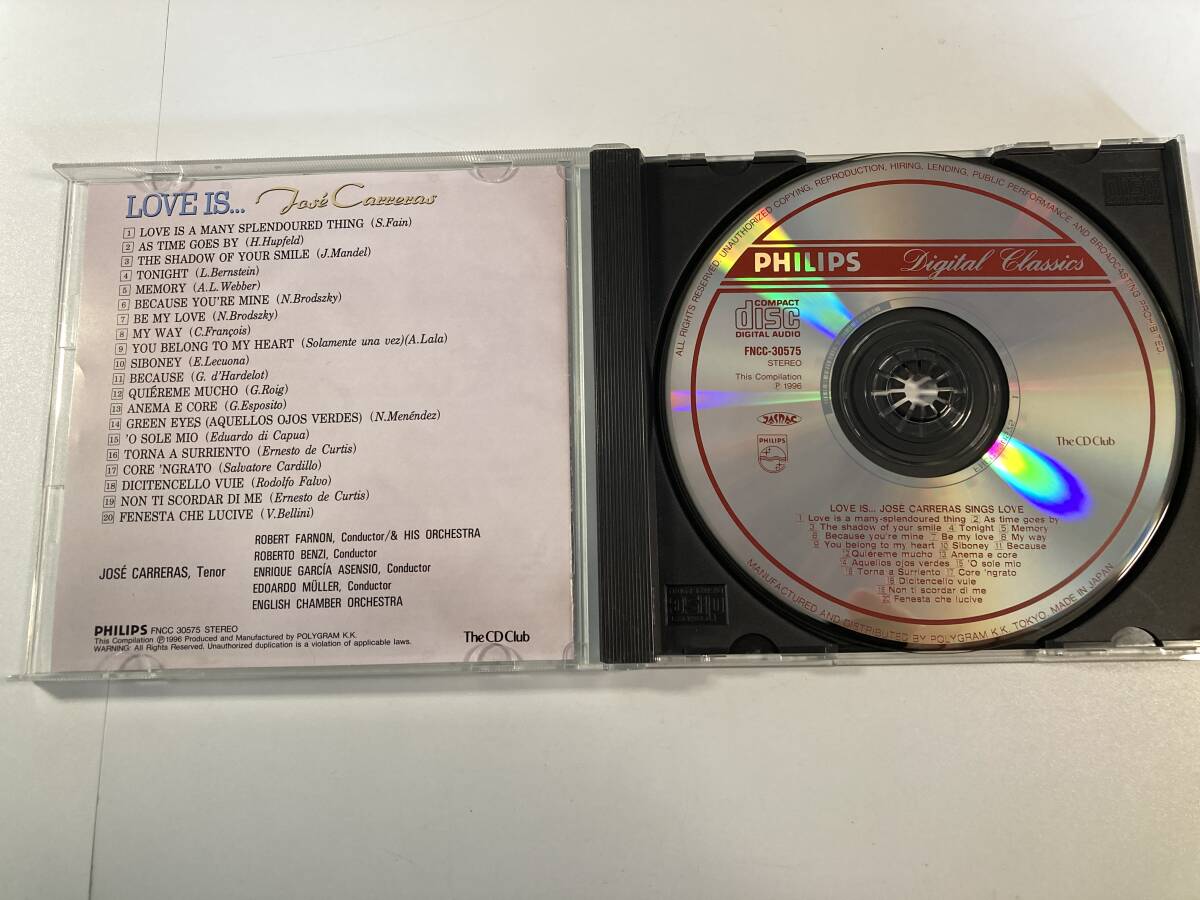 LOVE IS... José Carreras
1 LOVE IS A MANY SPLENDOURED THING (S.Fain)
2 AS TIME GOES BY (H.Hupfeld)
3 THE SHADOW OF YOUR SMILE (J.Mandel)
4 TONIGHT (L.Bernstein)
5 MEMORY (A.L.Webber)
6 BECAUSE YOU'RE MINE (N.Brodszky)
7 BE MY LOVE (N.Brodszky)
8 MY WAY (C.François)
9 YOU BELONG TO MY HEART (Solamente una vez)(A.Lala)
10 SIBONEY (E.Lecuona)
11 BECAUSE (G. d'Hardelot)
12 QUIÉREME MUCHO (G.Roig)
13 ANEMA E CORE (G.Esposito)
14 GREEN EYES (AQUELLOS OJOS VERDES) (N.Menéndez)
15 'O SOLE MIO (Eduardo di Capua)
16 TORNA A SURRIENTO (Ernesto de Curtis)
17 CORE 'NGRATO (Salvatore Cardillo)
18 DICITENCELLO VUIE (Rodolfo Falvo)
19 NON TI SCORDAR DI ME (Ernesto de Curtis)
20 FENESTA CHE LUCIVE (V.Bellini)
ROBERT FARNON, Conductor/& HIS ORCHESTRA
ROBERTO BENZI, Conductor
JOSÉ CARRERAS, Tenor ENRIQUE GARCÍA ASENSIO, Conductor
EDOARDO MÜLLER, Conductor
ENGLISH CHAMBER ORCHESTRA
PHILIPS FNCC 30575 STEREO
This Compilation ℗1996 Produced and Manufactured by POLYGRAM K.K.
WARNING: All Rights Reserved. Unauthorized duplication is a violation of applicable laws.
The CD Club
ALL RIGHTS RESERVED. UNAUTHORIZED COPYING, REPRODUCTION, HIRING, LENDING, PUBLIC PERFORMANCE AND BROADCASTING PROHIBITED.
PHILIPS Digital Classics
COMPACT
disc
DIGITAL AUDIO
FNCC-30575
STEREO
This Compilation
℗ 1996
JASRAC
PHILIPS
The CD Club
LOVE IS... JOSÉ CARRERAS SINGS LOVE
1 Love is a many-splendoured thing 2 As time goes by
3 The shadow of your smile 4 Tonight 5 Memory
6 Because you're mine 7 Be my love 8 My way
9 You belong to my heart 10 Siboney 11 Because
12 Quiéreme mucho 13 Anema e core
14 Aquellos ojos verdes 15 'O sole mio
16 Torna a Surriento 17 Core 'ngrato
18 Dicitencello vuie
19 Non ti scordar di me
20 Fenesta che lucive
MANUFACTURED AND DISTRIBUTED BY POLYGRAM K.K. TOKYO, MADE IN JAPAN